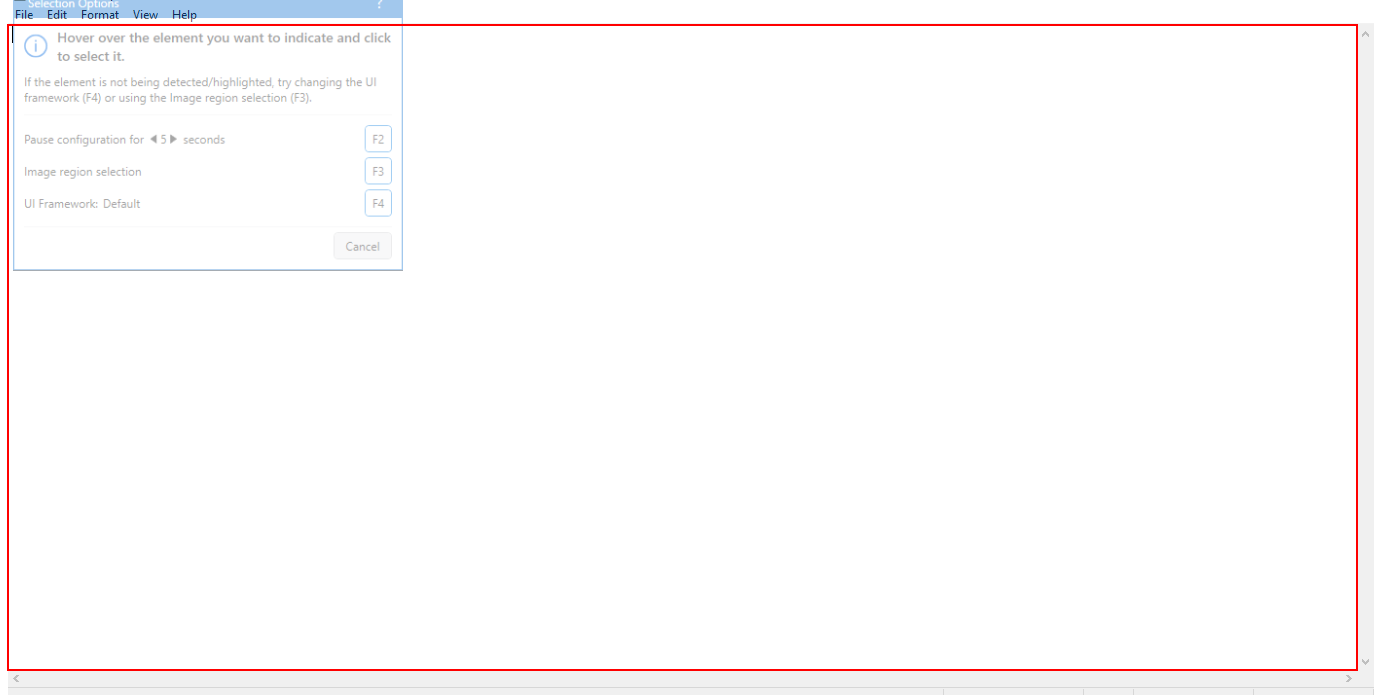 Selection Options ?
File Edit Format View Help
Hover over the element you want to indicate and click
to select it.
If the element is not being detected/highlighted, try changing the UI
framework (F4) or using the Image region selection (F3).
Pause configuration for 5 seconds F2
Image region selection F3
UI Framework: Default F4
Cancel